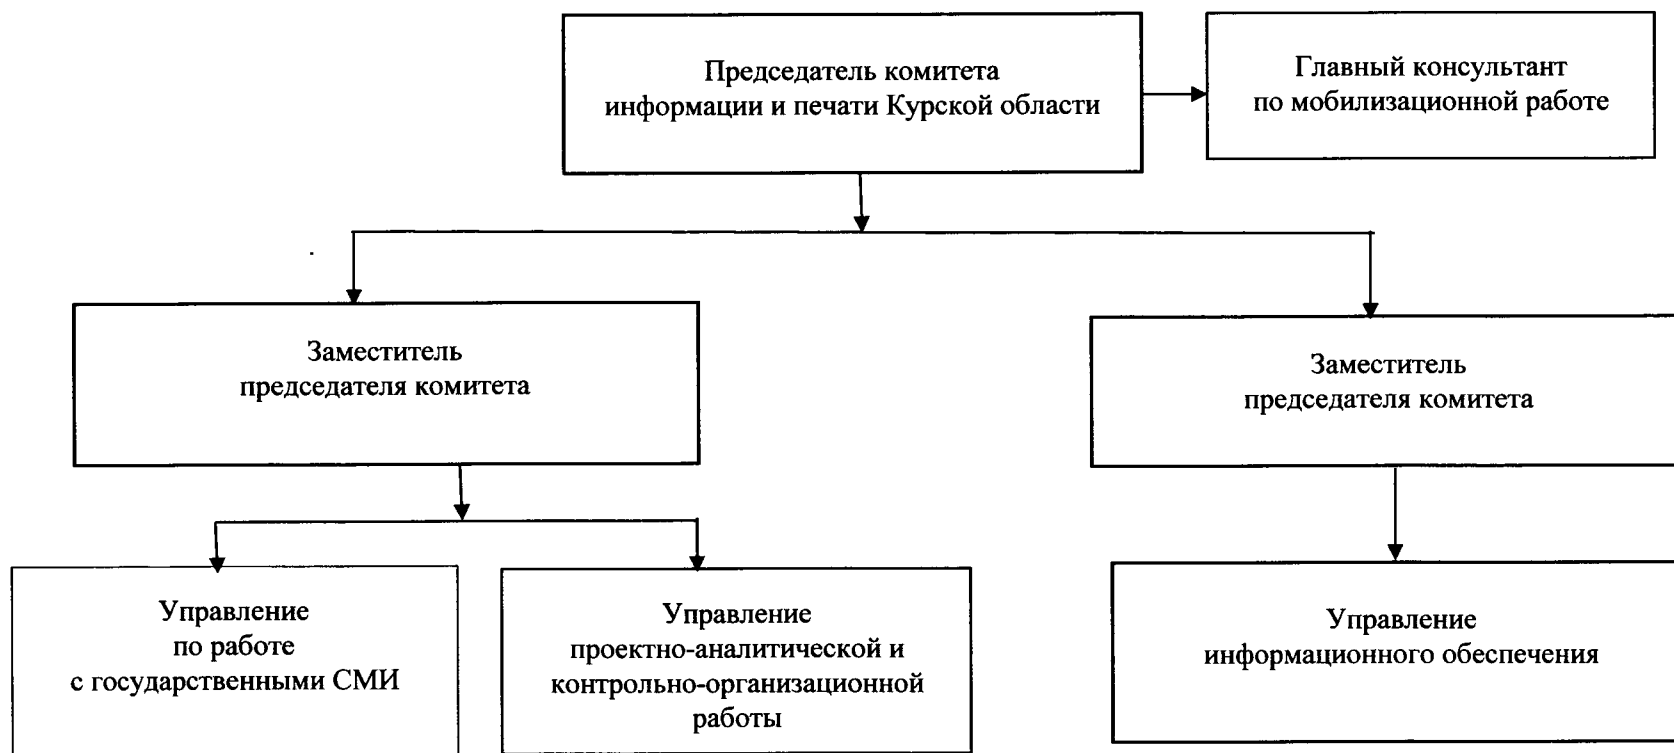 Председатель комитета
информации и печати Курской области
Главный консультант
по мобилизационной работе
Заместитель
председателя комитета
Заместитель
председателя комитета
Управление
по работе
с государственными СМИ
Управление
проектно-аналитической и
контрольно-организационной
работы
Управление
информационного обеспечения